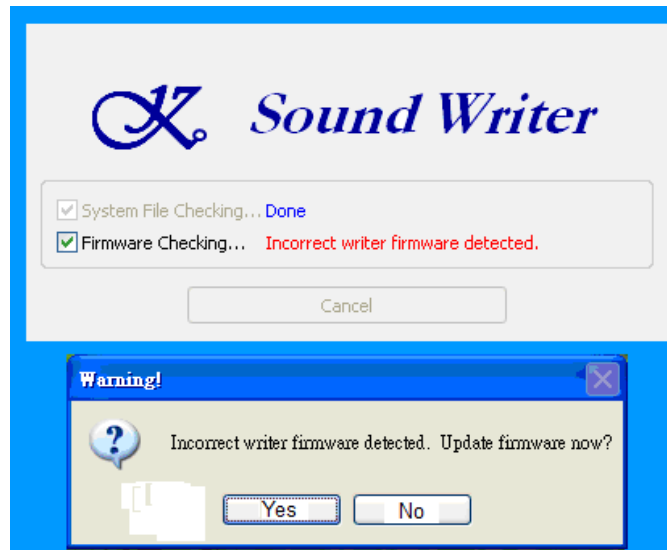 K. Sound Writer
System File Checking... Done
Firmware Checking... Incorrect writer firmware detected.
Cancel
Warning!
Incorrect writer firmware detected. Update firmware now?
Yes No